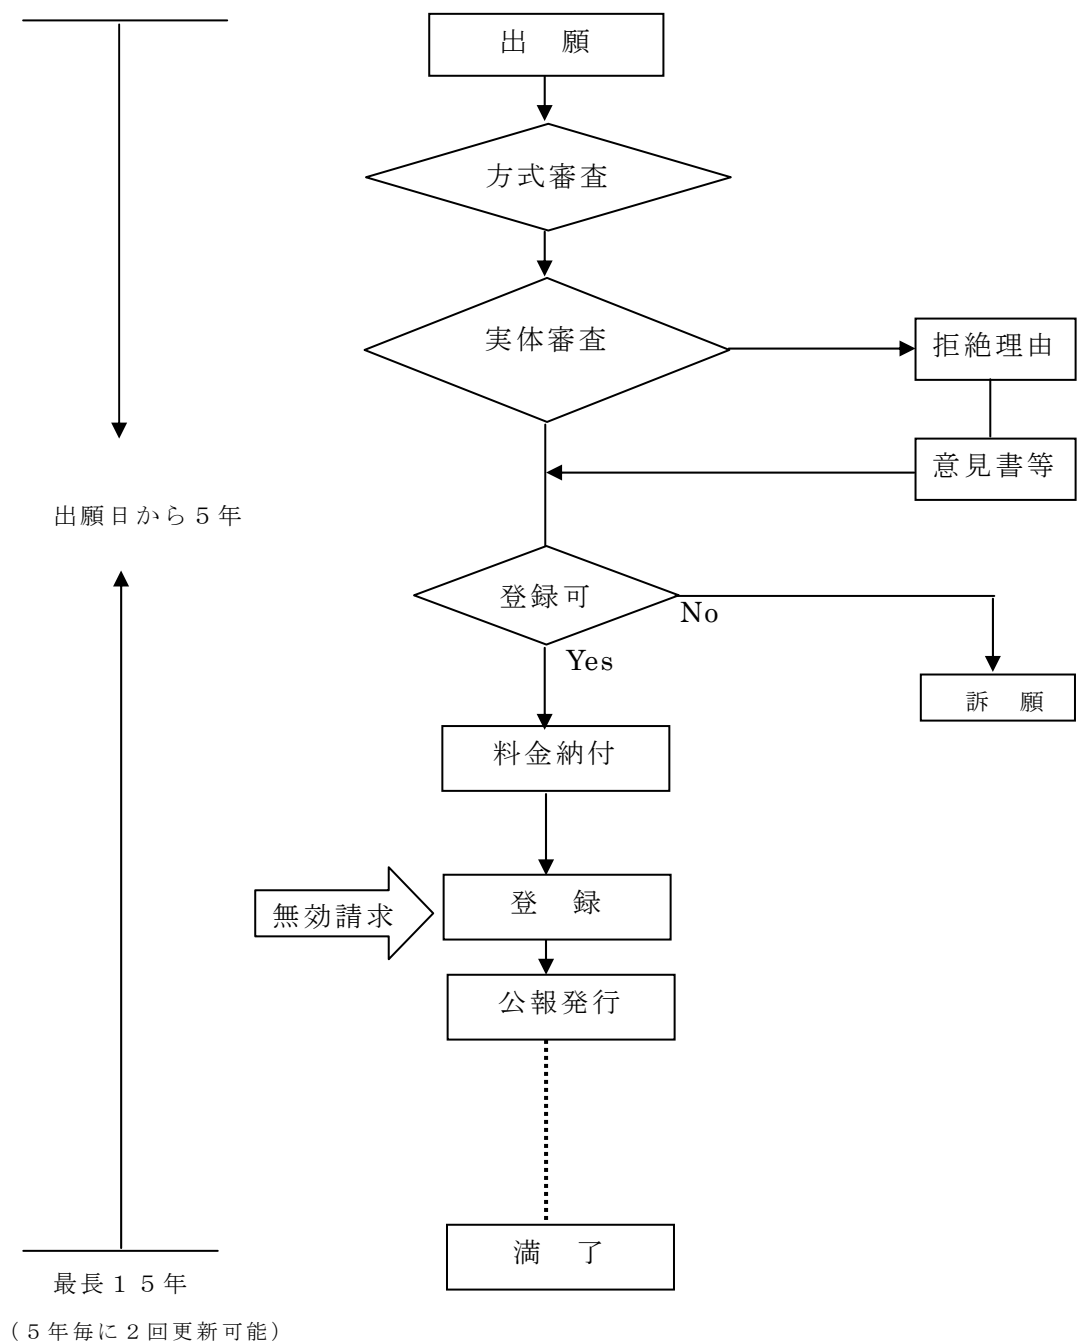 出　願
方式審査
実体審査
拒絶理由
意見書等
出願日から５年
登録可
No
Yes
訴　願
料金納付
無効請求
登　録
公報発行
満　了
最長１５年
（５年毎に２回更新可能）